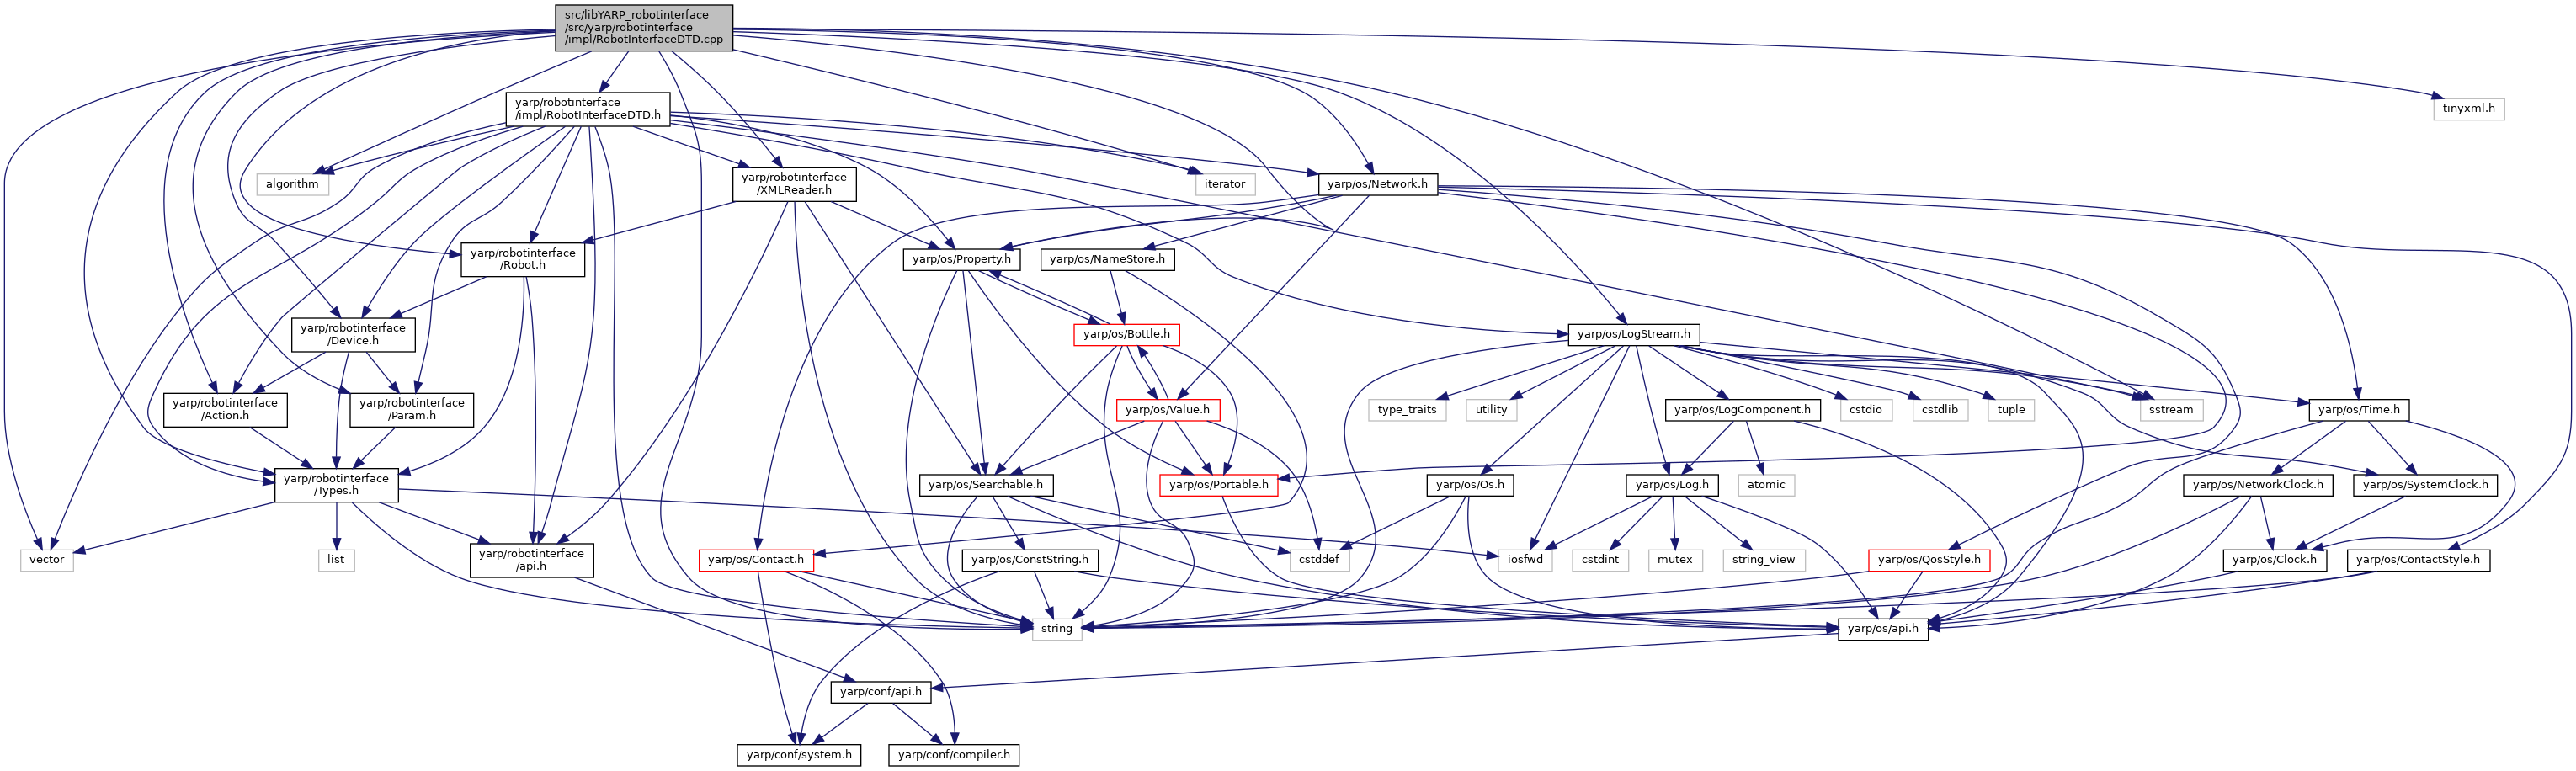 src/libYARP_robotinterface
/src/yarp/robotinterface
/impl/RobotInterfaceDTD.cpp
yarp/robotinterface
/impl/RobotInterfaceDTD.h
tinyxml.h
algorithm
yarp/robotinterface
/XMLReader.h
iterator
yarp/os/Network.h
yarp/robotinterface
/Robot.h
yarp/os/Property.h
yarp/os/NameStore.h
yarp/robotinterface
/Device.h
yarp/os/Bottle.h
yarp/os/LogStream.h
yarp/robotinterface
/Action.h
yarp/robotinterface
/Param.h
yarp/os/Value.h
type_traits
utility
yarp/os/LogComponent.h
cstdio
cstdlib
tuple
sstream
yarp/os/Time.h
yarp/robotinterface
/Types.h
yarp/os/Searchable.h
yarp/os/Portable.h
yarp/os/Os.h
yarp/os/Log.h
atomic
yarp/os/NetworkClock.h
yarp/os/SystemClock.h
vector
list
yarp/robotinterface
/api.h
yarp/os/Contact.h
yarp/os/ConstString.h
cstddef
iosfwd
cstdint
mutex
string_view
yarp/os/QosStyle.h
yarp/os/Clock.h
yarp/os/ContactStyle.h
string
yarp/os/api.h
yarp/conf/api.h
yarp/conf/system.h
yarp/conf/compiler.h